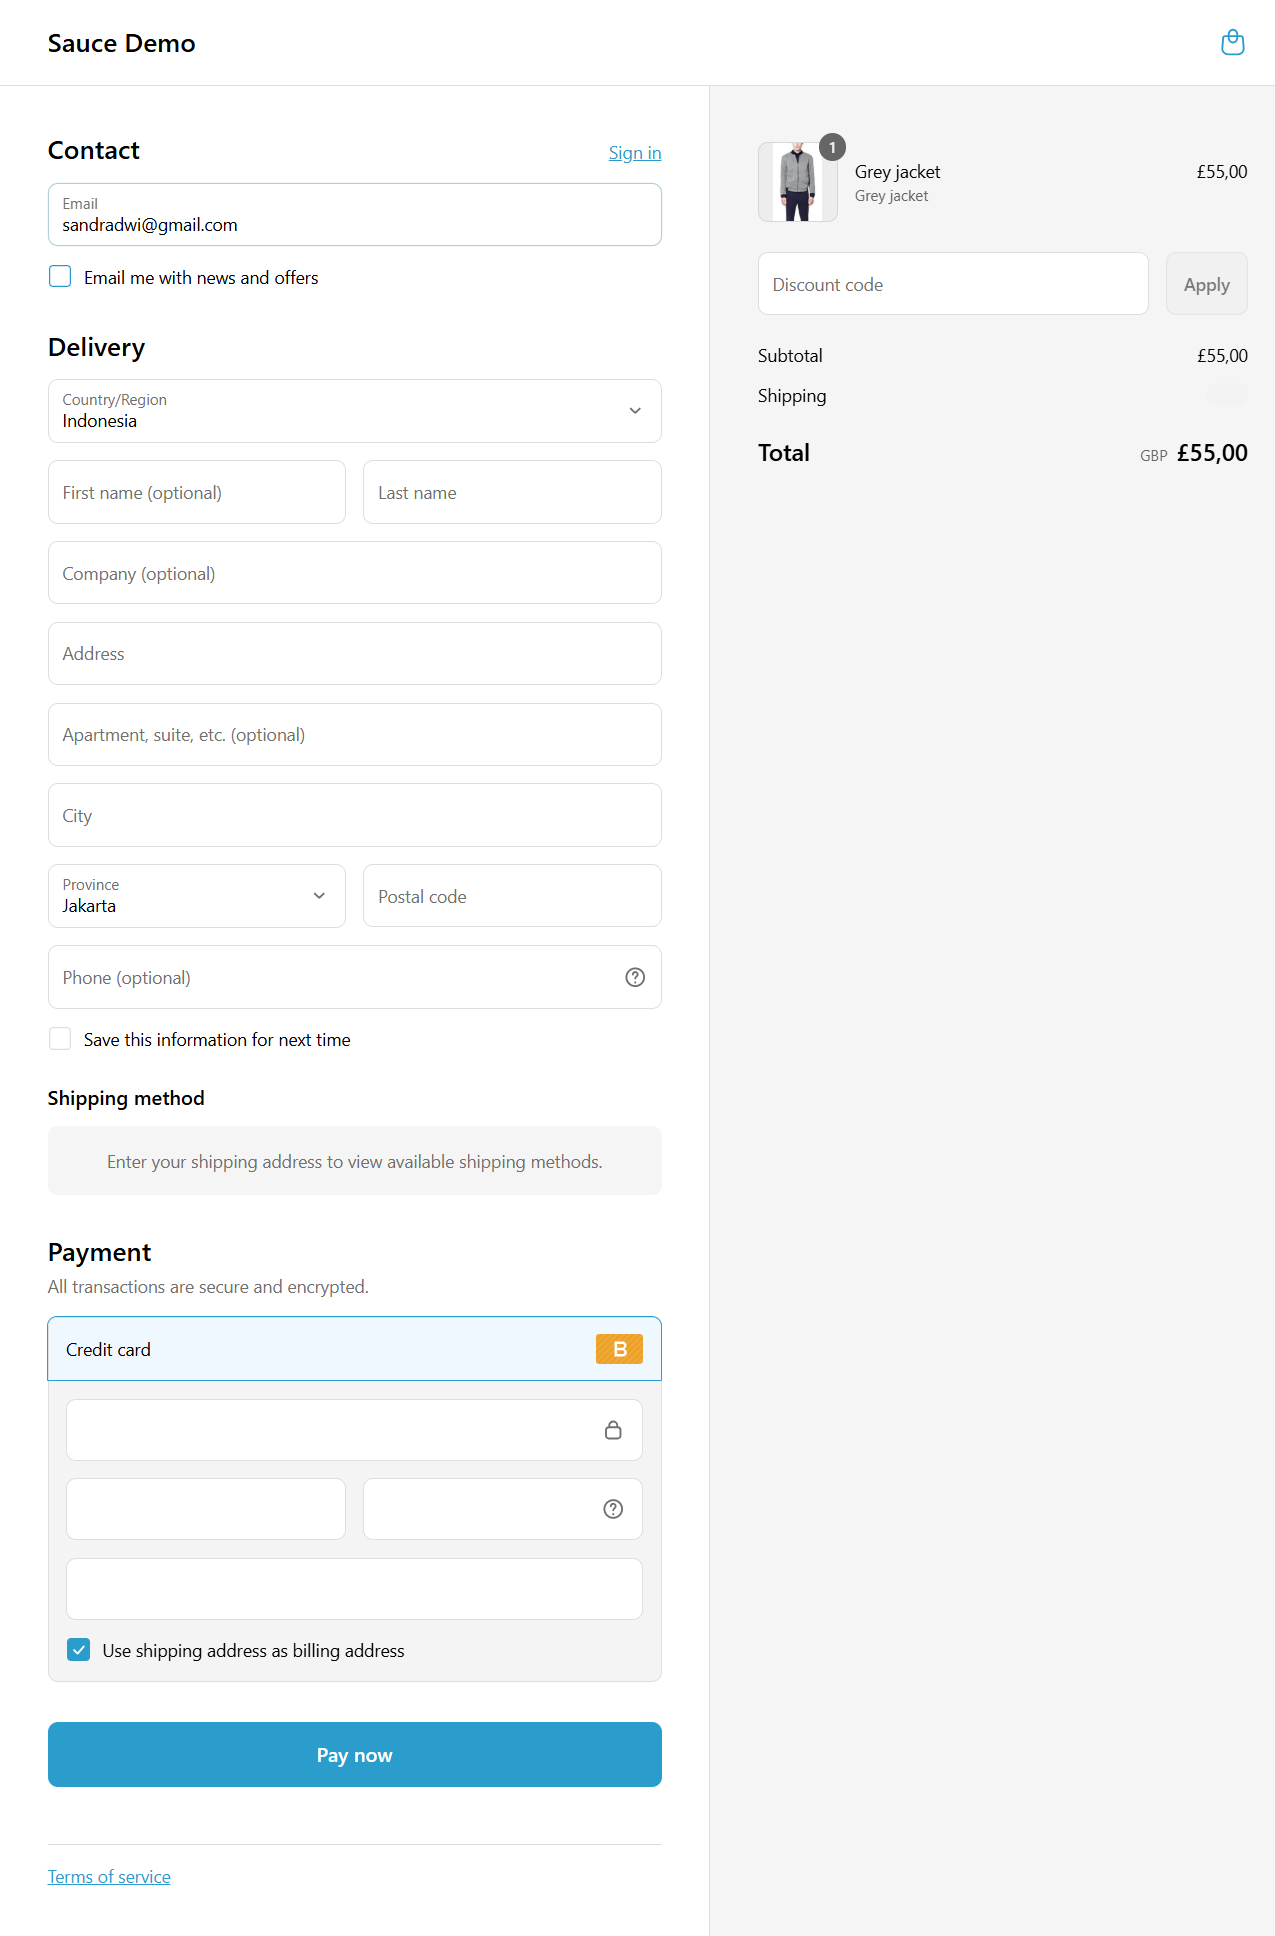 Sauce Demo
Contact
Sign in
Email
sandradwi@gmail.com
Email me with news and offers
Delivery
Country/Region
Indonesia
First name (optional)
Last name
Company (optional)
Address
Apartment, suite, etc. (optional)
City
Province
Jakarta
Postal code
Phone (optional)
Save this information for next time
Shipping method
Enter your shipping address to view available shipping methods.
Payment
All transactions are secure and encrypted.
Credit card
B
Use shipping address as billing address
Pay now
Terms of service
1
Grey jacket
£55,00
Grey jacket
Discount code
Apply
Subtotal
£55,00
Shipping
Total
GBP £55,00